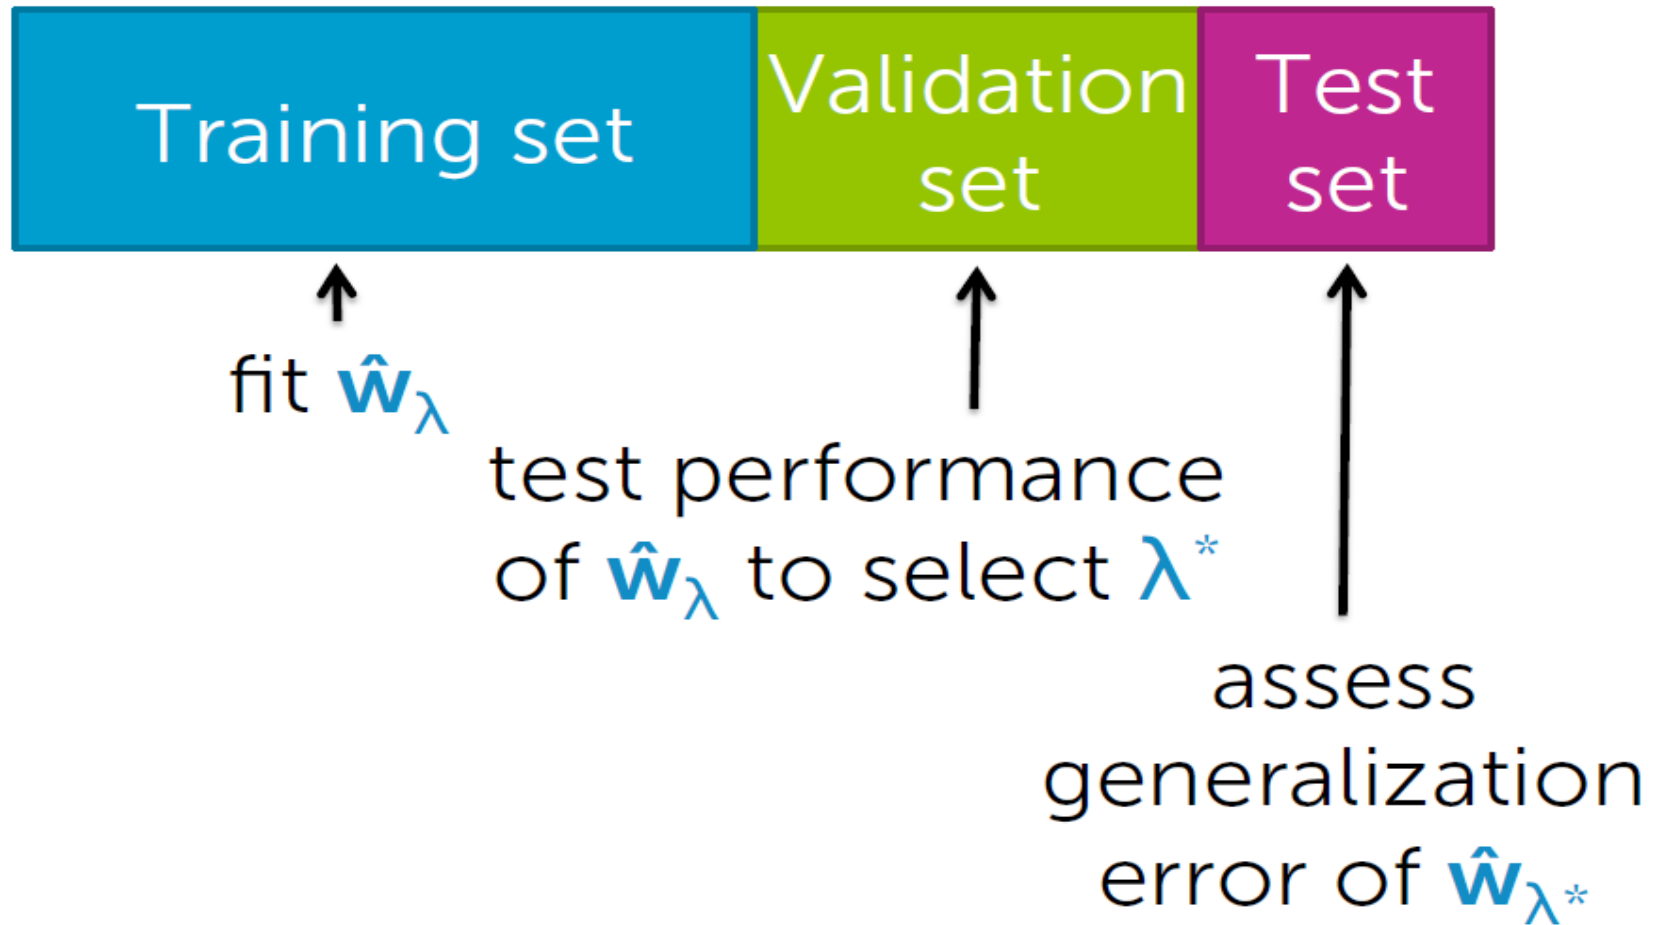 Training set
Validation
set
Test
set
fit ŵλ
test performance
of ŵλ to select λ*
assess
generalization
error of ŵλ*